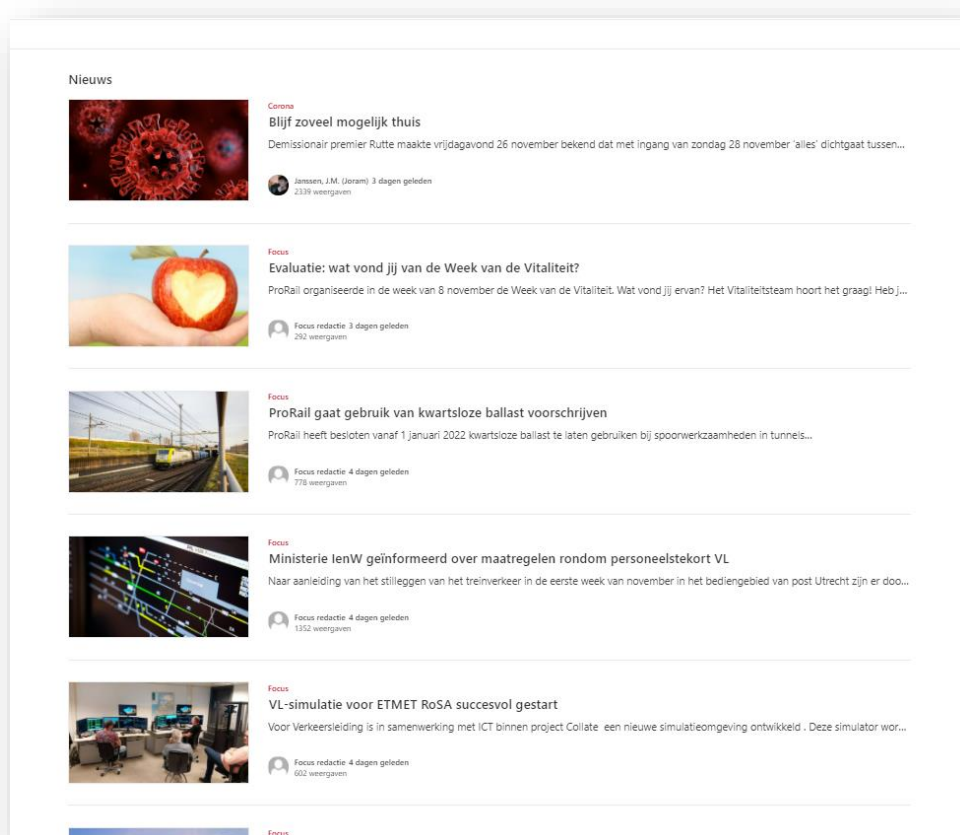 Nieuws
Corona
Blijf zoveel mogelijk thuis
Demissionair premier Rutte maakte vrijdagavond 26 november bekend dat met ingang van zondag 28 november 'alles' dichtgaat tussen...
Janssen, J.M. (Joram) 3 dagen geleden
2339 weergaven
Focus
Evaluatie: wat vond jij van de Week van de Vitaliteit?
ProRail organiseerde in de week van 8 november de Week van de Vitaliteit. Wat vond jij ervan? Het Vitaliteitsteam hoort het graag! Heb j...
Focus redactie 3 dagen geleden
292 weergaven
Focus
ProRail gaat gebruik van kwartsloze ballast voorschrijven
ProRail heeft besloten vanaf 1 januari 2022 kwartsloze ballast te laten gebruiken bij spoorwerkzaamheden in tunnels...
Focus redactie 4 dagen geleden
778 weergaven
Focus
Ministerie IenW geïnformeerd over maatregelen rondom personeelstekort VL
Naar aanleiding van het stilleggen van het treinverkeer in de eerste week van november in het bediengebied van post Utrecht zijn er doo...
Focus redactie 4 dagen geleden
1352 weergaven
Focus
VL-simulatie voor ETMET RoSA succesvol gestart
Voor Verkeersleiding is in samenwerking met ICT binnen project Collate een nieuwe simulatieomgeving ontwikkeld . Deze simulator wor...
Focus redactie 4 dagen geleden
602 weergaven
Focus